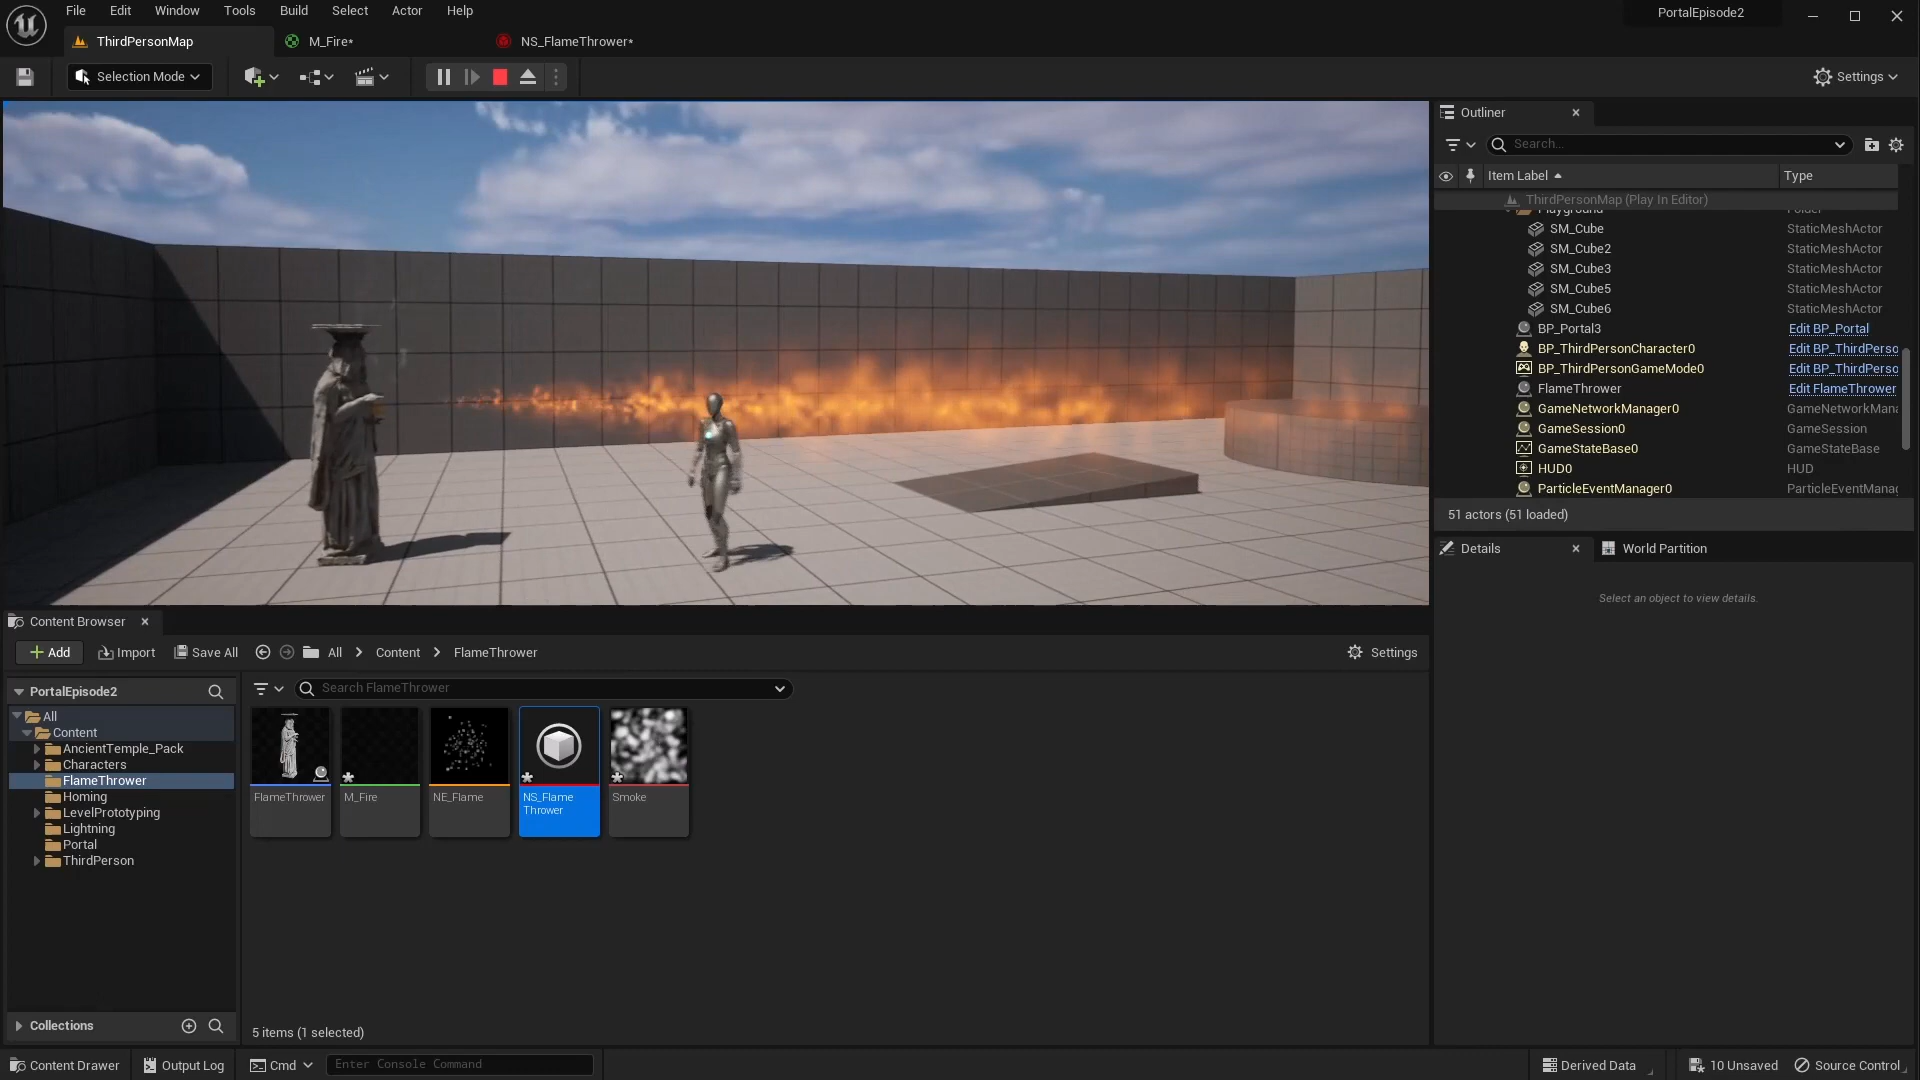 File Edit Window Tools Build Select Actor Help
PortalEpisode2
ThirdPersonMap
M_Fire*
NS_FlameThrower*
Selection Mode
Settings
Outliner
Search...
Item Label
Type
ThirdPersonMap (Play In Editor)
Playground
Folder
SM_Cube StaticMeshActor
SM_Cube2 StaticMeshActor
SM_Cube3 StaticMeshActor
SM_Cube5 StaticMeshActor
SM_Cube6 StaticMeshActor
BP_Portal3 Edit BP_Portal
BP_ThirdPersonCharacter0 Edit BP_ThirdPerso
BP_ThirdPersonGameMode0 Edit BP_ThirdPerso
FlameThrower Edit FlameThrower
GameNetworkManager0 GameNetworkMana
GameSession0 GameSession
GameStateBase0 GameStateBase
HUD0 HUD
ParticleEventManager0 ParticleEventManag
51 actors (51 loaded)
Details
World Partition
Select an object to view details.
Content Browser
Add
Import
Save All
All
Content
FlameThrower
Settings
PortalEpisode2
Search FlameThrower
All
Content
AncientTemple_Pack
Characters
FlameThrower
Homing
LevelPrototyping
Lightning
Portal
ThirdPerson
FlameThrower
M_Fire
NE_Flame
NS_Flame
Thrower
Smoke
Collections
5 items (1 selected)
Content Drawer
Output Log
Cmd
Enter Console Command
Derived Data
10 Unsaved
Source Control